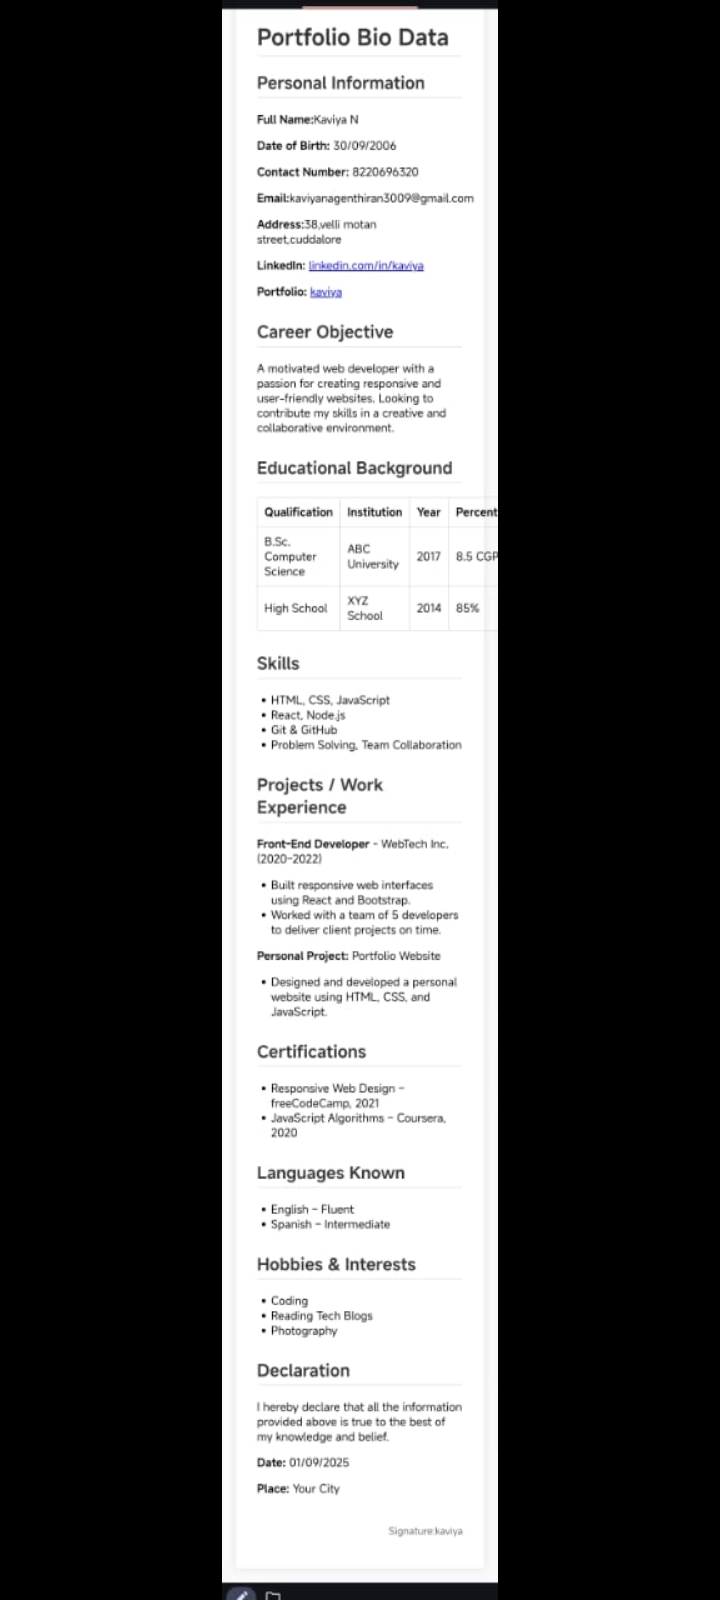 Portfolio Bio Data
Personal Information
Full Name:Kaviya N
Date of Birth: 30/09/2006
Contact Number: 8220696320
Email:kaviyanagenthiran3009@gmail.com
Address:38,velli motan
street,cuddalore
LinkedIn: linkedin.com/in/kaviya
Portfolio: kaviya
Career Objective
A motivated web developer with a
passion for creating responsive and
user-friendly websites. Looking to
contribute my skills in a creative and
collaborative environment.
Educational Background
Qualification Institution Year Percent
B.Sc.
Computer
Science
ABC
University
2017 8.5 CGP
High School
XYZ
School
2014 85%
Skills
• HTML, CSS, JavaScript
• React, Node.js
• Git & GitHub
• Problem Solving, Team Collaboration
Projects / Work
Experience
Front-End Developer - WebTech Inc.
(2020–2022)
• Built responsive web interfaces
using React and Bootstrap.
• Worked with a team of 5 developers
to deliver client projects on time.
Personal Project: Portfolio Website
• Designed and developed a personal
website using HTML, CSS, and
JavaScript.
Certifications
• Responsive Web Design –
freeCodeCamp, 2021
• JavaScript Algorithms – Coursera,
2020
Languages Known
• English – Fluent
• Spanish – Intermediate
Hobbies & Interests
• Coding
• Reading Tech Blogs
• Photography
Declaration
I hereby declare that all the information
provided above is true to the best of
my knowledge and belief.
Date: 01/09/2025
Place: Your City
Signature:kaviya